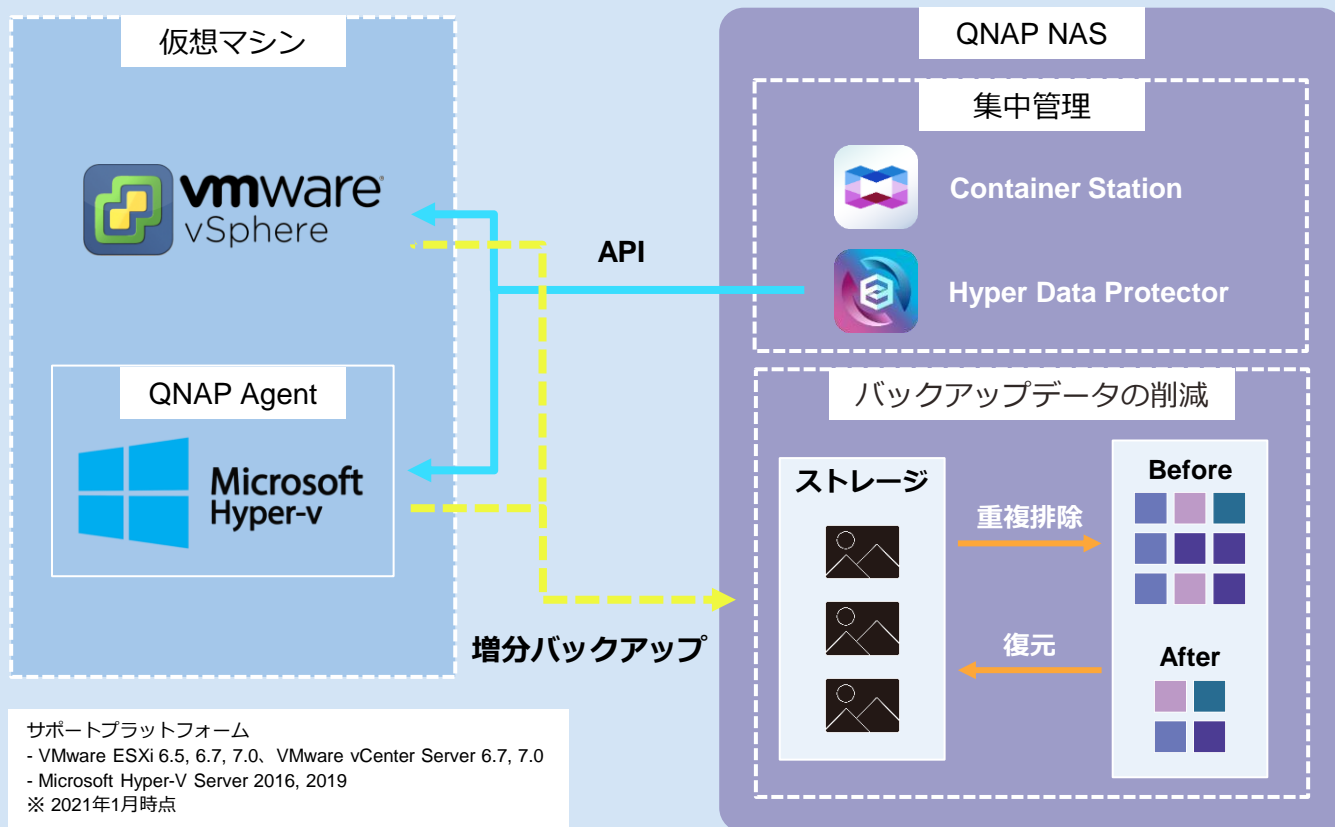 仮想マシン
vmware
vSphere
QNAP Agent
Microsoft
Hyper-v
API
増分バックアップ
QNAP NAS
集中管理
Container Station
Hyper Data Protector
バックアップデータの削減
ストレージ
重複排除
復元
Before
After
サポートプラットフォーム
- VMware ESXi 6.5, 6.7, 7.0、VMware vCenter Server 6.7, 7.0
- Microsoft Hyper-V Server 2016, 2019
※ 2021年1月時点